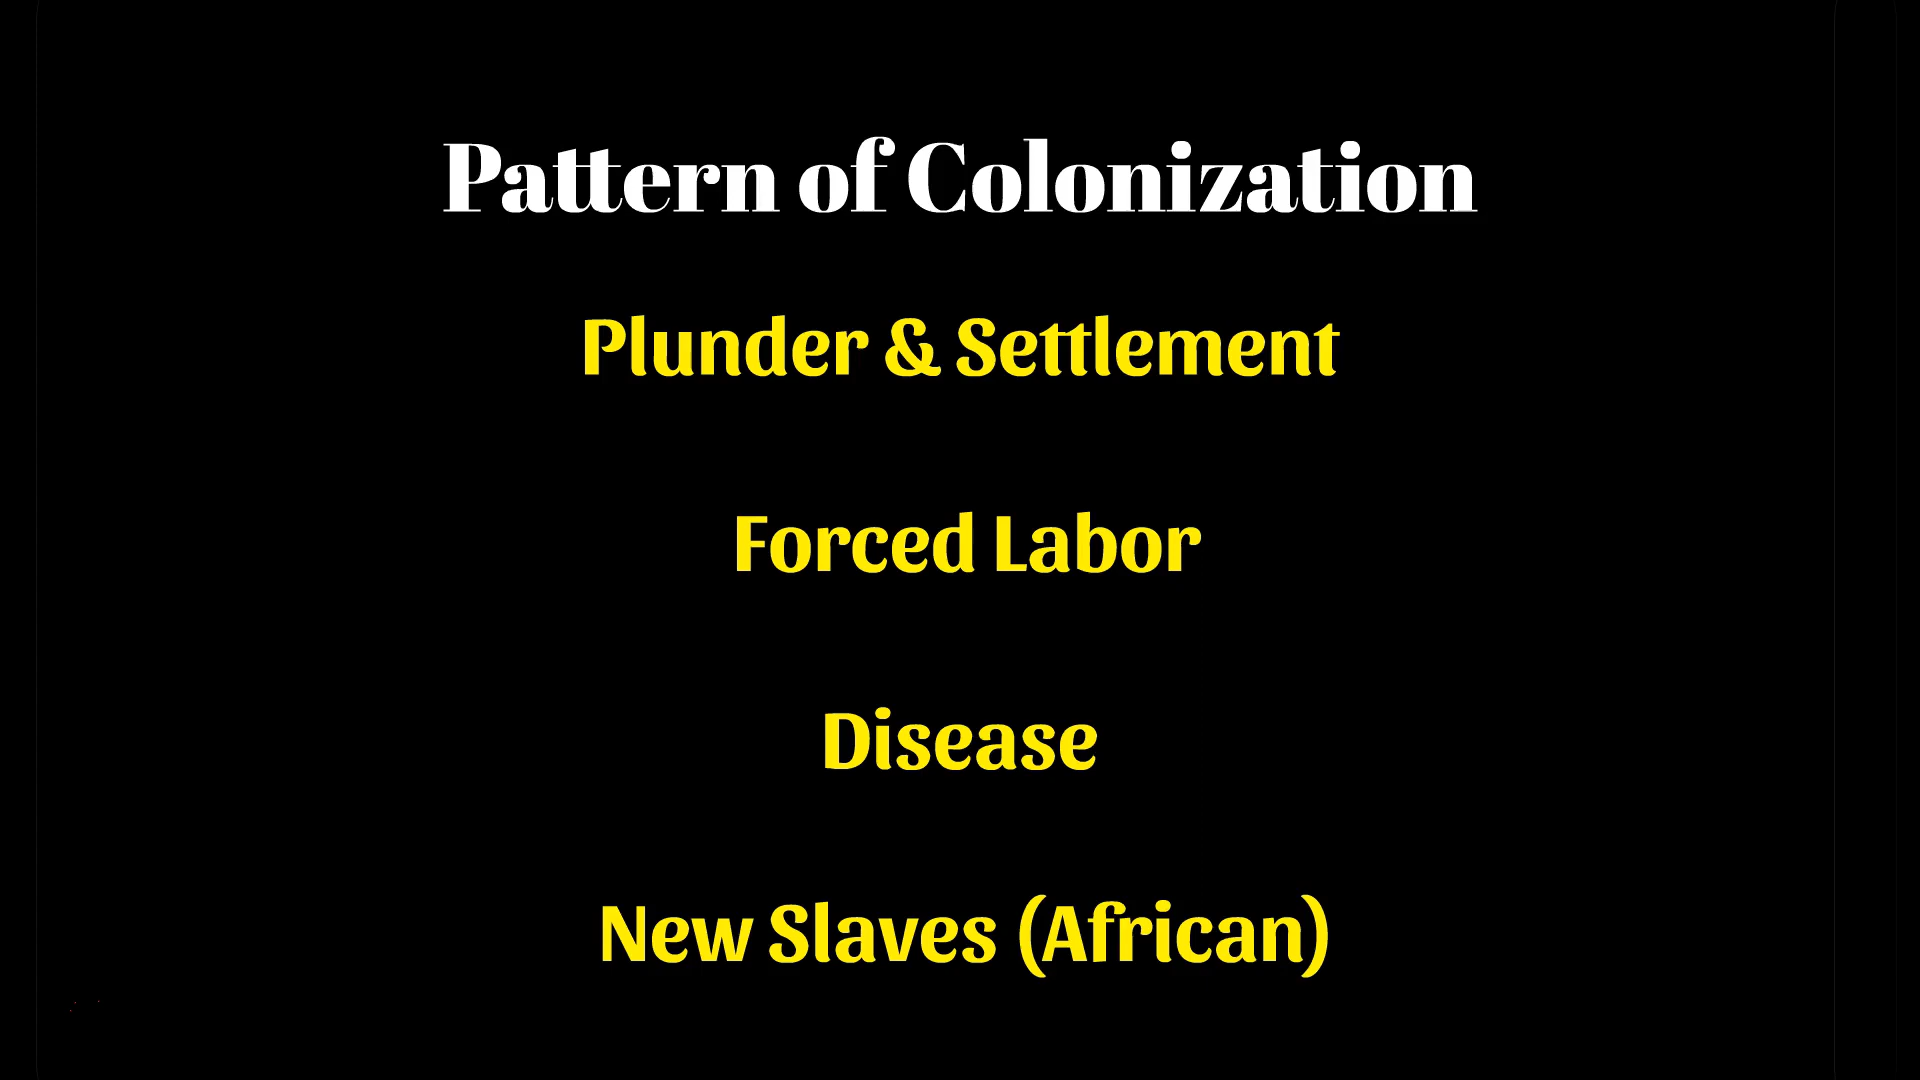 Pattern of Colonization
Plunder & Settlement
Forced Labor
Disease
New Slaves (African)